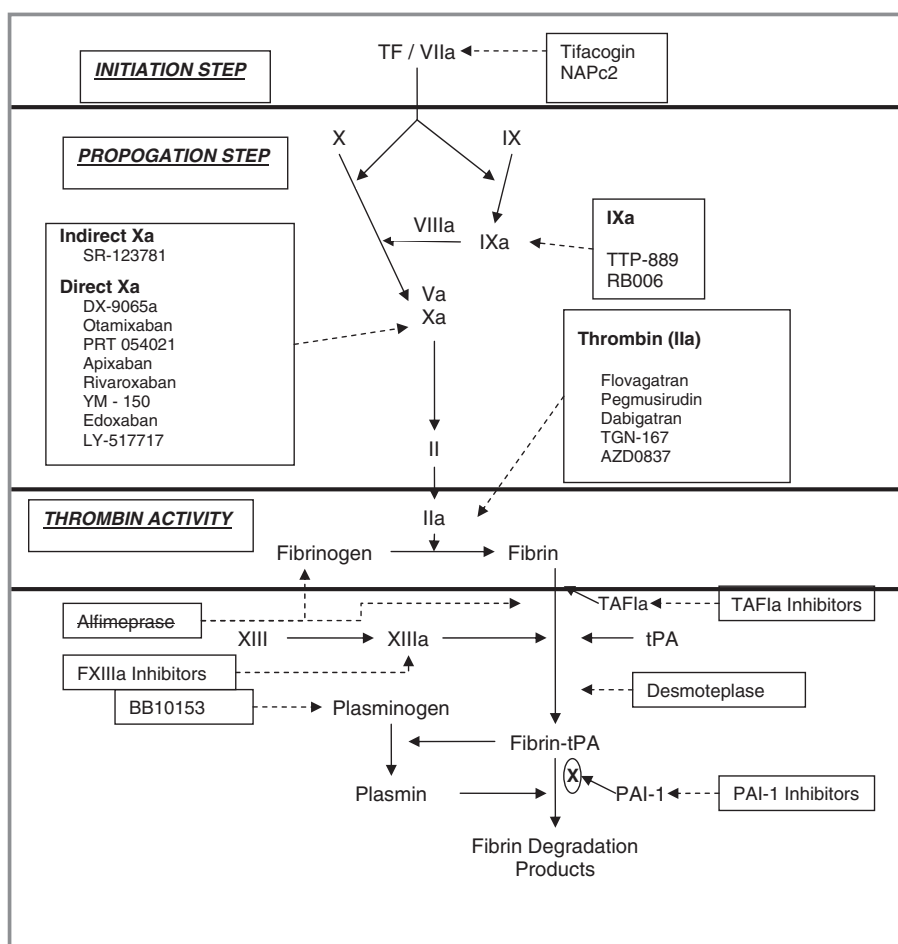 INITIATION STEP
TF / VIIa
Tifacogin
NAPc2
PROPOGATION STEP
X
IX
VIIIa
IXa
IXa
TTP-889
RB006
Indirect Xa
SR-123781
Direct Xa
DX-9065a
Otamixaban
PRT 054021
Apixaban
Rivaroxaban
YM - 150
Edoxaban
LY-517717
Va
Xa
Thrombin (IIa)
Flovagatran
Pegmusirudin
Dabigatran
TGN-167
AZD0837
II
THROMBIN ACTIVITY
IIa
Fibrinogen
Fibrin
Alfimeprase
TAFIa
TAFIa Inhibitors
XIII
XIIIa
tPA
FXIIIa Inhibitors
BB10153
Plasminogen
Desmoteplase
Fibrin-tPA
X
Plasmin
PAI-1
PAI-1 Inhibitors
Fibrin Degradation
Products